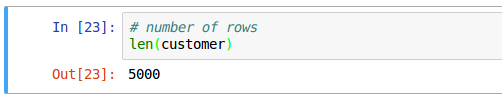 In [23]: # number of rows
len(customer)
Out[23]: 5000